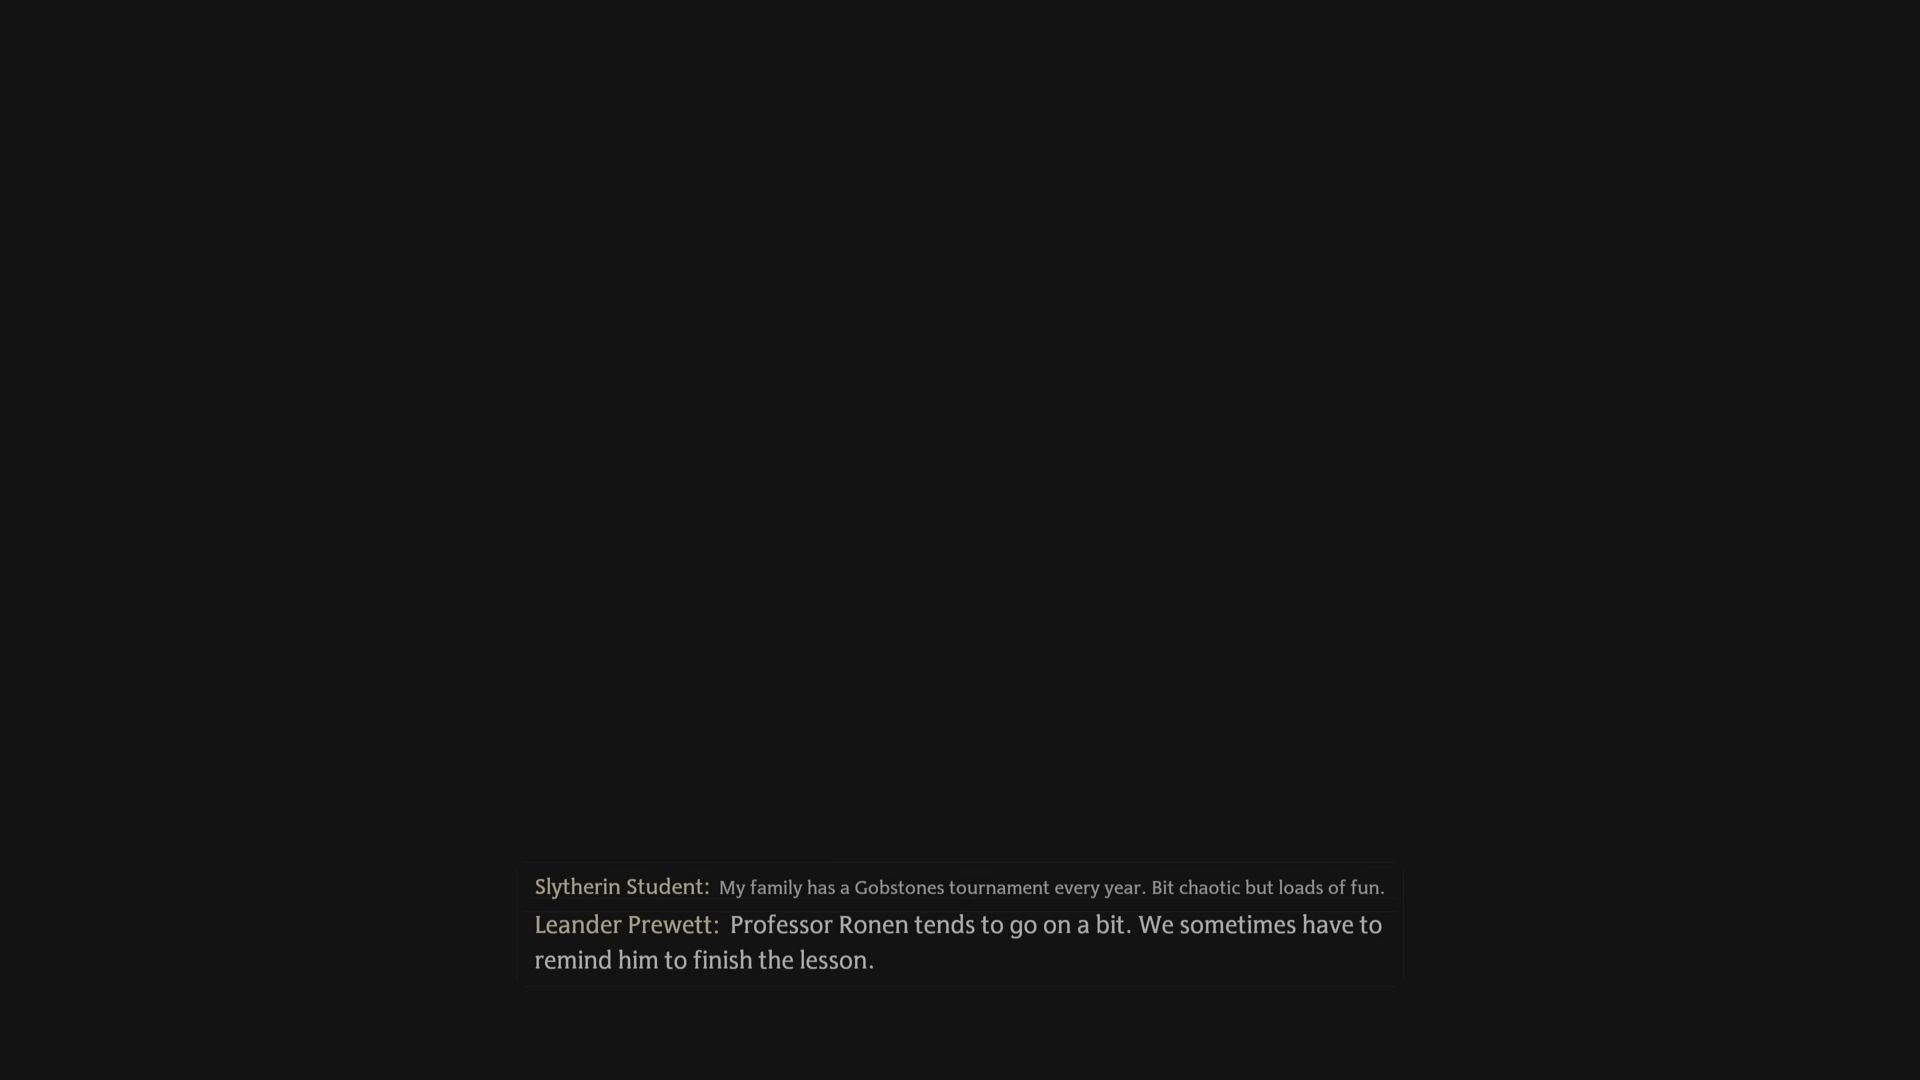 Slytherin Student: My family has a Gobstones tournament every year. Bit chaotic but loads of fun.
Leander Prewett: Professor Ronen tends to go on a bit. We sometimes have to
remind him to finish the lesson.